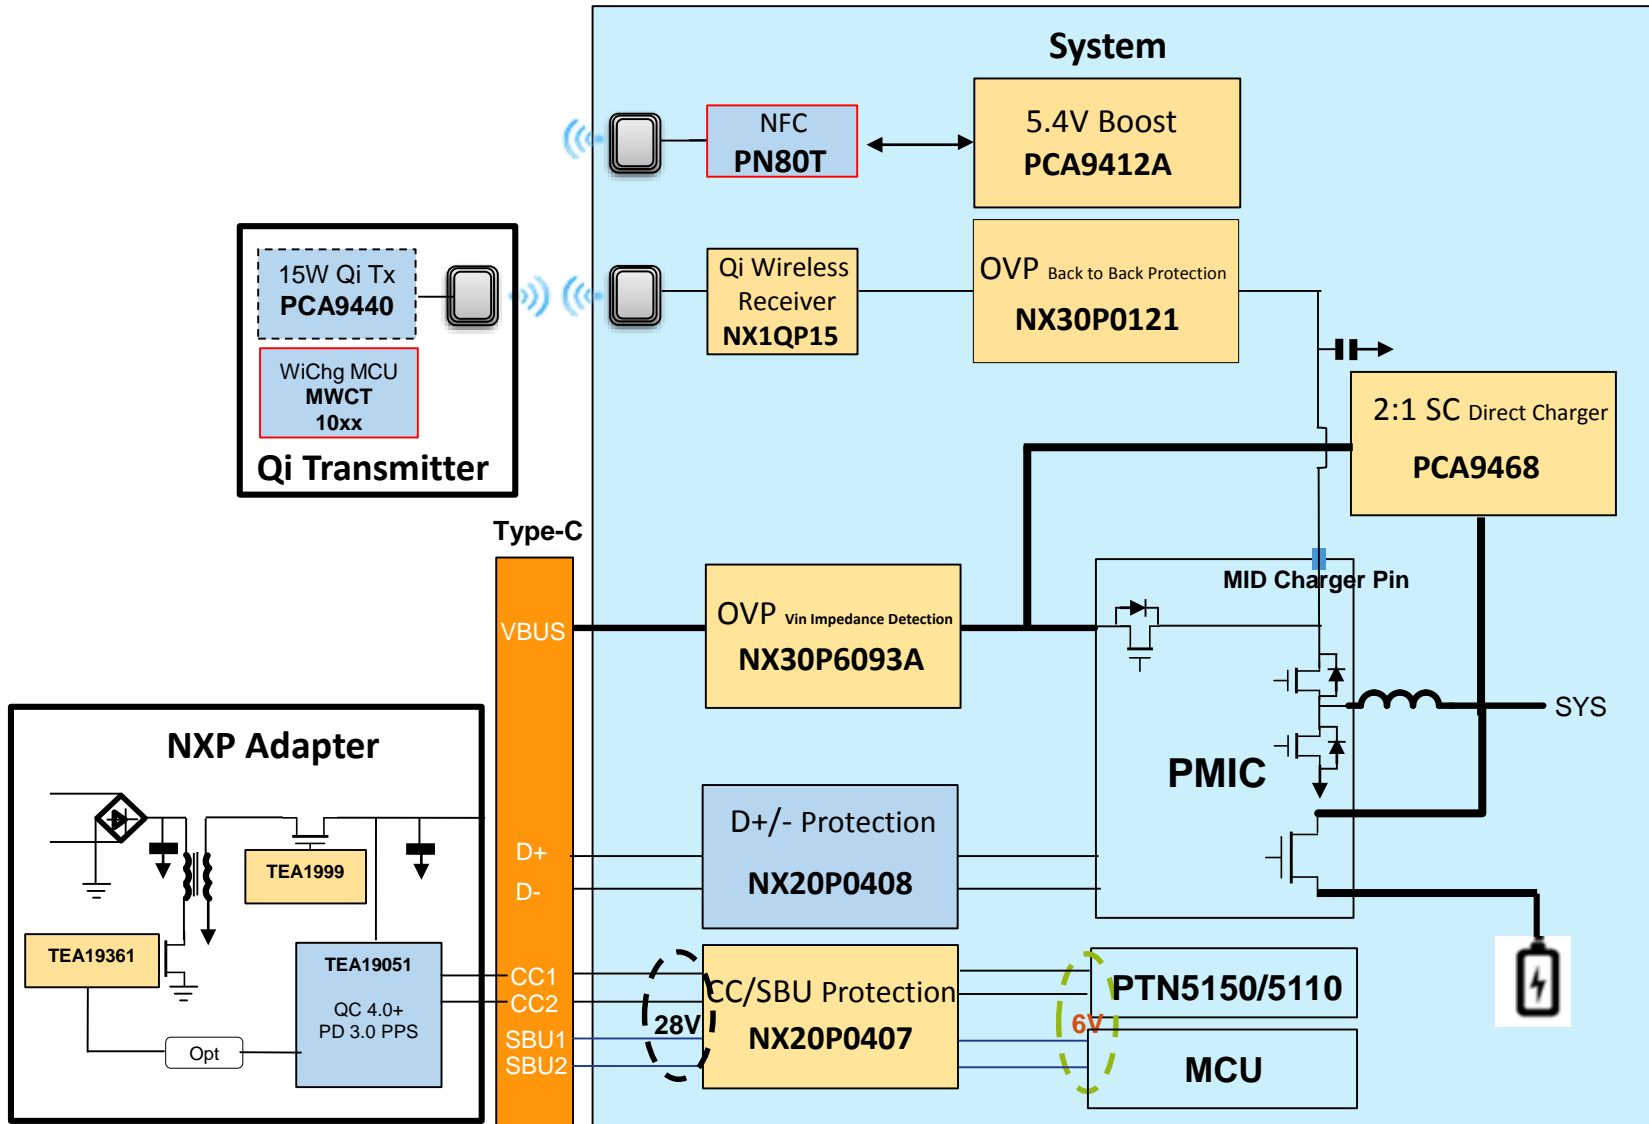 System
NFC
PN80T
5.4V Boost
PCA9412A
15W Qi Tx
PCA9440
WiChg MCU
MWCT
10xx
Qi Transmitter
Qi Wireless
Receiver
NX1QP15
OVP Back to Back Protection
NX30P0121
2:1 SC Direct Charger
PCA9468
Type-C
VBUS
OVP Vin Impedance Detection
NX30P6093A
MID Charger Pin
SYS
PMIC
NXP Adapter
TEA1999
TEA19361
TEA19051
QC 4.0+
PD 3.0 PPS
Opt
D+
D-
D+/- Protection
NX20P0408
CC1
CC2
SBU1
SBU2
28V
CC/SBU Protection
NX20P0407
6V
PTN5150/5110
MCU